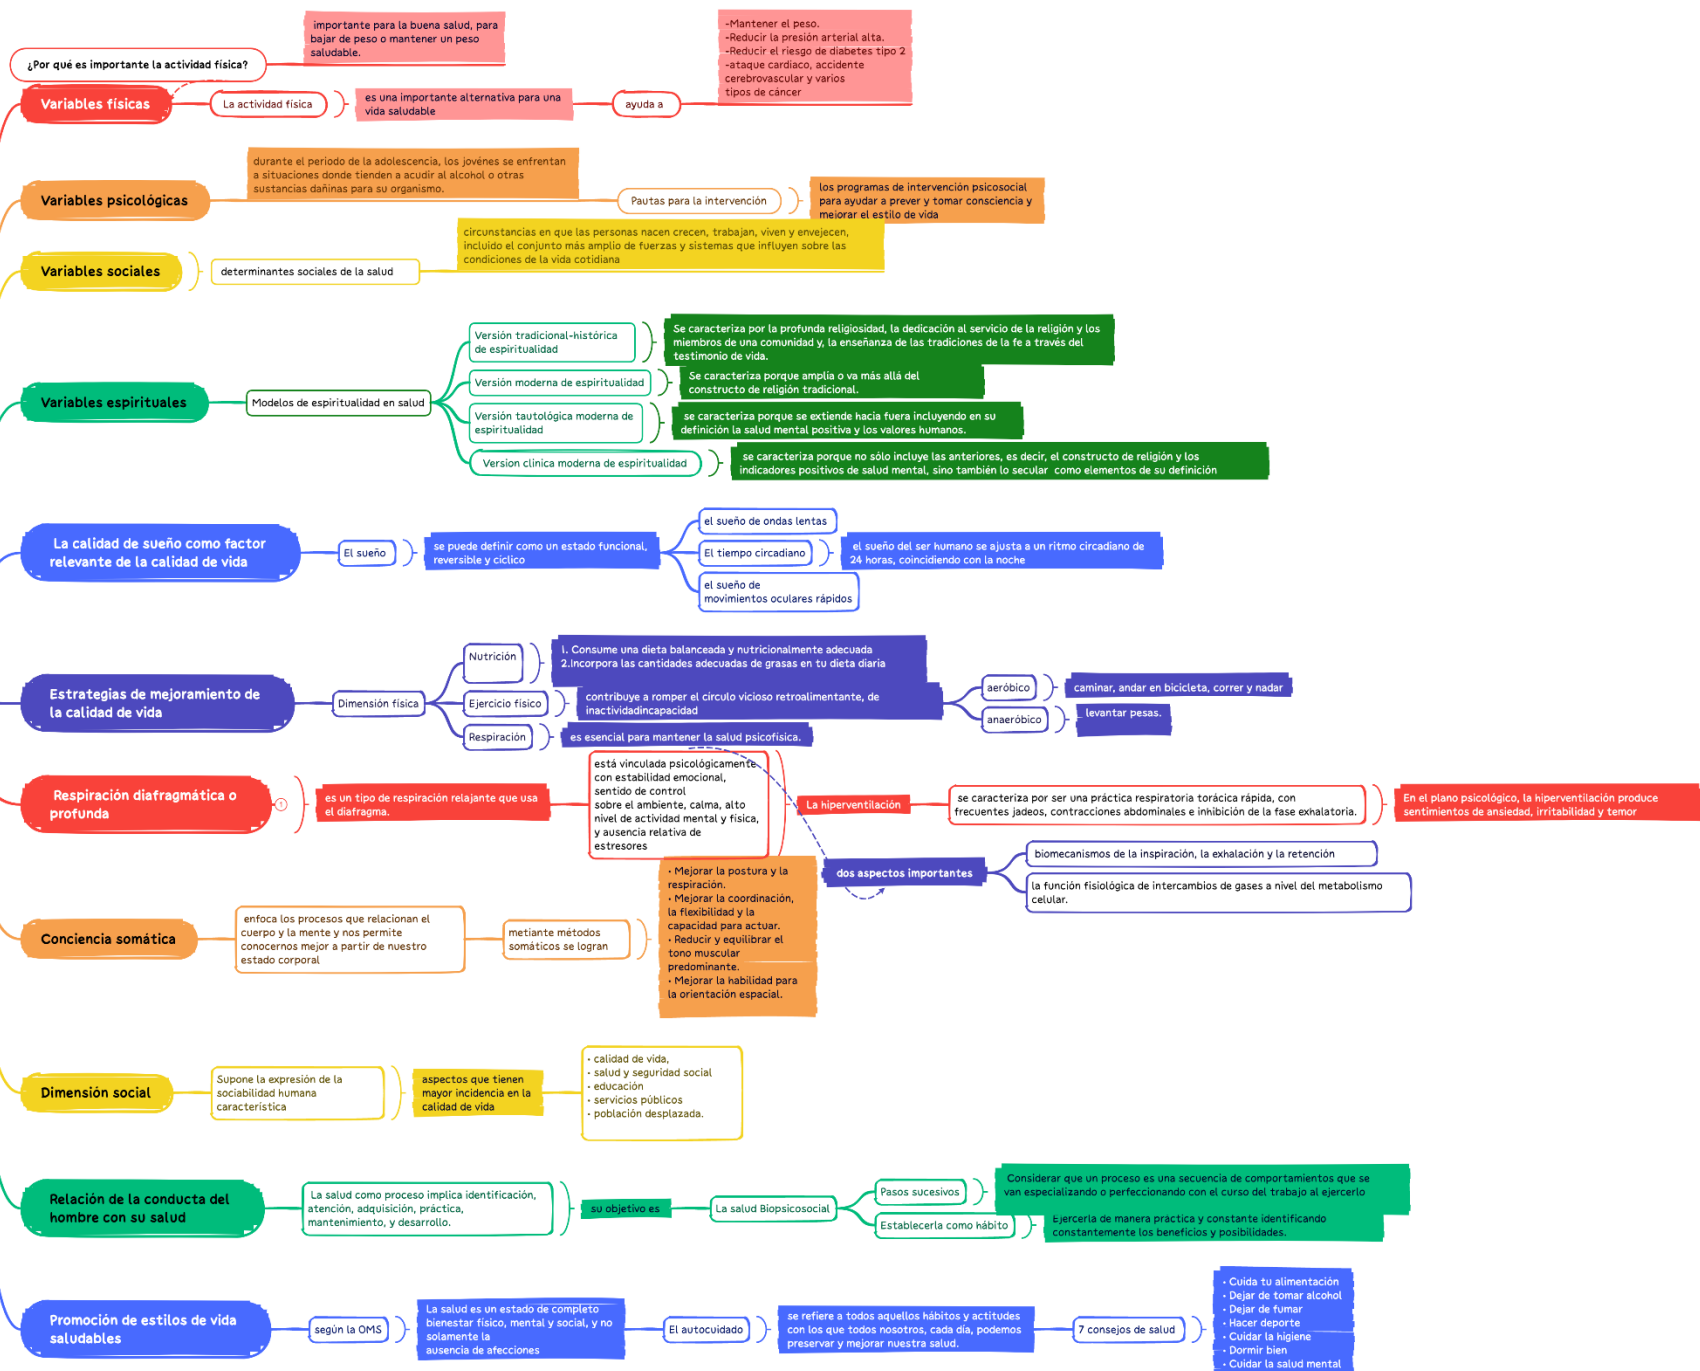 importante para la buena salud, para
bajar de peso o mantener un peso
saludable.
¿Por qué es importante la actividad física?
-Mantener el peso.
-Reducir la presión arterial alta.
-Reducir el riesgo de diabetes tipo 2
-ataque cardiaco, accidente
cerebrovascular y varios
tipos de cáncer
Variables físicas
La actividad física
es una importante alternativa para una
vida saludable
ayuda a
Variables psicológicas
durante el periodo de la adolescencia, los jovénes se enfrentan
a situaciones donde tienden a acudir al alcohol o otras
sustancias dañinas para su organismo.
Pautas para la intervención
los programas de intervención psicosocial
para ayudar a prever y tomar consciencia y
mejorar el estilo de vida
Variables sociales
determinantes sociales de la salud
circunstancias en que las personas nacen crecen, trabajan, viven y envejecen,
incluido el conjunto más amplio de fuerzas y sistemas que influyen sobre las
condiciones de la vida cotidiana
Variables espirituales
Modelos de espiritualidad en salud
Versión tradicional-histórica
de espiritualidad
Se caracteriza por la profunda religiosidad, la dedicación al servicio de la religión y los
miembros de una comunidad y, la enseñanza de las tradiciones de la fe a través del
testimonio de vida.
Versión moderna de espiritualidad
Se caracteriza porque amplía o va más allá del
constructo de religión tradicional.
Versión tautológica moderna de
espiritualidad
se caracteriza porque se extiende hacia fuera incluyendo en su
definición la salud mental positiva y los valores humanos.
Version clínica moderna de espiritualidad
se caracteriza porque no sólo incluye las anteriores, es decir, el constructo de religión y los
indicadores positivos de salud mental, sino también lo secular como elementos de su definición
La calidad de sueño como factor
relevante de la calidad de vida
El sueño
se puede definir como un estado funcional,
reversible y cíclico
el sueño de ondas lentas
El tiempo circadiano
el sueño del ser humano se ajusta a un ritmo circadiano de
24 horas, coincidiendo con la noche
el sueño de
movimientos oculares rápidos
Estrategias de mejoramiento de
la calidad de vida
Dimensión física
Nutrición
1. Consume una dieta balanceada y nutricionalmente adecuada
2.Incorpora las cantidades adecuadas de grasas en tu dieta diaria
Ejercicio físico
contribuye a romper el círculo vicioso retroalimentante, de
inactividadincapacidad
aeróbico
caminar, andar en bicicleta, correr y nadar
anaeróbico
levantar pesas.
Respiración
es esencial para mantener la salud psicofísica.
Respiración diafragmática o
profunda
1
es un tipo de respiración relajante que usa
el diafragma.
está vinculada psicológicamente
con estabilidad emocional,
sentido de control
sobre el ambiente, calma, alto
nivel de actividad mental y física,
y ausencia relativa de
estresores
La hiperventilación
se caracteriza por ser una práctica respiratoria torácica rápida, con
frecuentes jadeos, contracciones abdominales e inhibición de la fase exhalatoria.
En el plano psicológico, la hiperventilación produce
sentimientos de ansiedad, irritabilidad y temor
dos aspectos importantes
biomecanismos de la inspiración, la exhalación y la retención
la función fisiológica de intercambios de gases a nivel del metabolismo
celular.
Conciencia somática
enfoca los procesos que relacionan el
cuerpo y la mente y nos permite
conocernos mejor a partir de nuestro
estado corporal
metiante métodos
somáticos se logran
• Mejorar la postura y la
respiración.
• Mejorar la coordinación,
la flexibilidad y la
capacidad para actuar.
• Reducir y equilibrar el
tono muscular
predominante.
• Mejorar la habilidad para
la orientación espacial.
Dimensión social
Supone la expresión de la
sociabilidad humana
característica
aspectos que tienen
mayor incidencia en la
calidad de vida
• calidad de vida,
• salud y seguridad social
• educación
• servicios públicos
• población desplazada.
Relación de la conducta del
hombre con su salud
La salud como proceso implica identificación,
atención, adquisición, práctica,
mantenimiento, y desarrollo.
su objetivo es
La salud Biopsicosocial
Pasos sucesivos
Considerar que un proceso es una secuencia de comportamientos que se
van especializando o perfeccionando con el curso del trabajo al ejercerlo
Establecerla como hábito
Ejercerla de manera práctica y constante identificando
constantemente los beneficios y posibilidades.
Promoción de estilos de vida
saludables
según la OMS
La salud es un estado de completo
bienestar físico, mental y social, y no
solamente la
ausencia de afecciones
El autocuidado
se refiere a todos aquellos hábitos y actitudes
con los que todos nosotros, cada día, podemos
preservar y mejorar nuestra salud.
7 consejos de salud
• Cuida tu alimentación
• Dejar de tomar alcohol
• Dejar de fumar
• Hacer deporte
• Cuidar la higiene
• Dormir bien
• Cuidar la salud mental